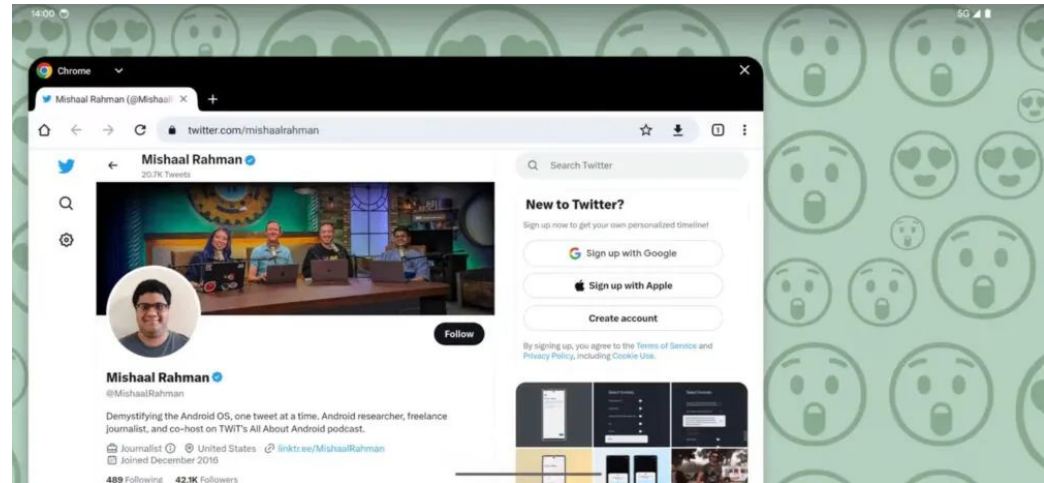 14:00
5G
Chrome
Mishaal Rahman (@Mishaal
twitter.com/mishaalrahman
1
Mishaal Rahman
20.7K Tweets
Search Twitter
New to Twitter?
Sign up now to get your own personalized timeline!
Sign up with Google
Sign up with Apple
Create account
By signing up, you agree to the Terms of Service and
Privacy Policy, including Cookie Use.
Follow
Mishaal Rahman
@MishaalRahman
Demystifying the Android OS, one tweet at a time. Android researcher, freelance
journalist, and co-host on TWiT's All About Android podcast.
Journalist United States linktr.ee/MishaalRahman
Joined December 2016
489 Following 42.1K Followers